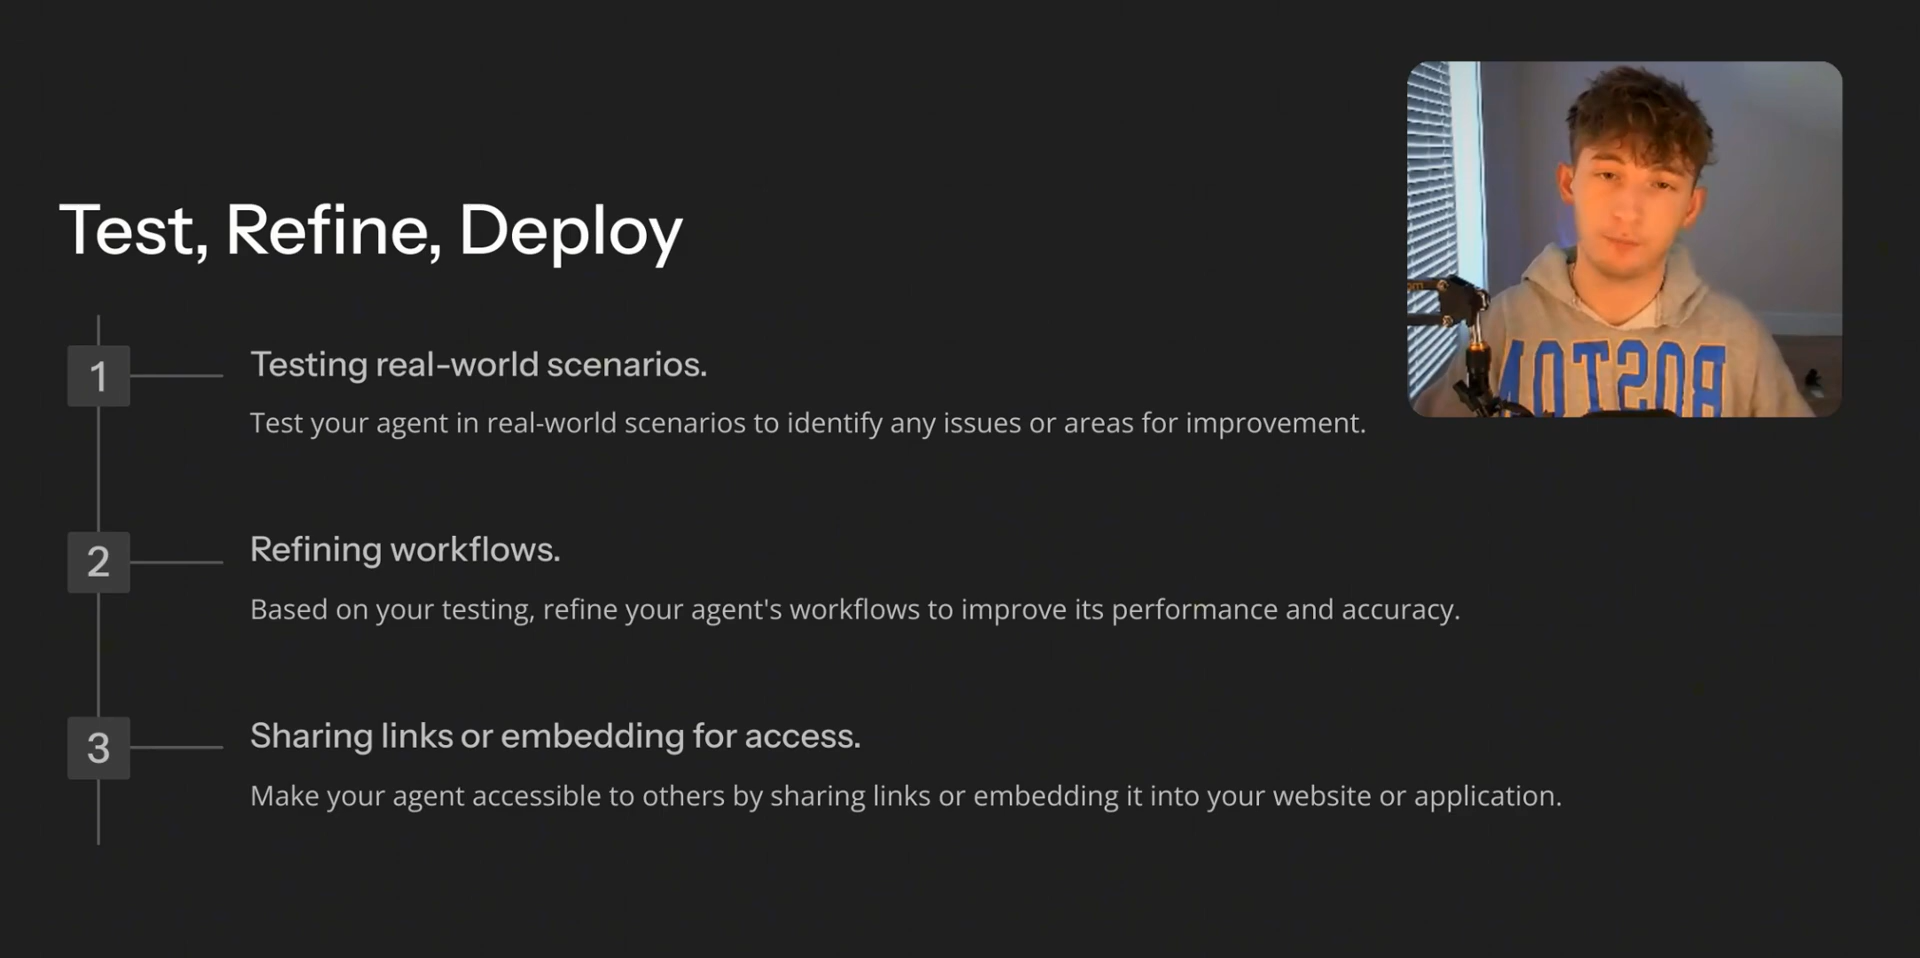 Test, Refine, Deploy
1
Testing real-world scenarios.
Test your agent in real-world scenarios to identify any issues or areas for improvement.
BOSTON
2
Refining workflows.
Based on your testing, refine your agent's workflows to improve its performance and accuracy.
3
Sharing links or embedding for access.
Make your agent accessible to others by sharing links or embedding it into your website or application.